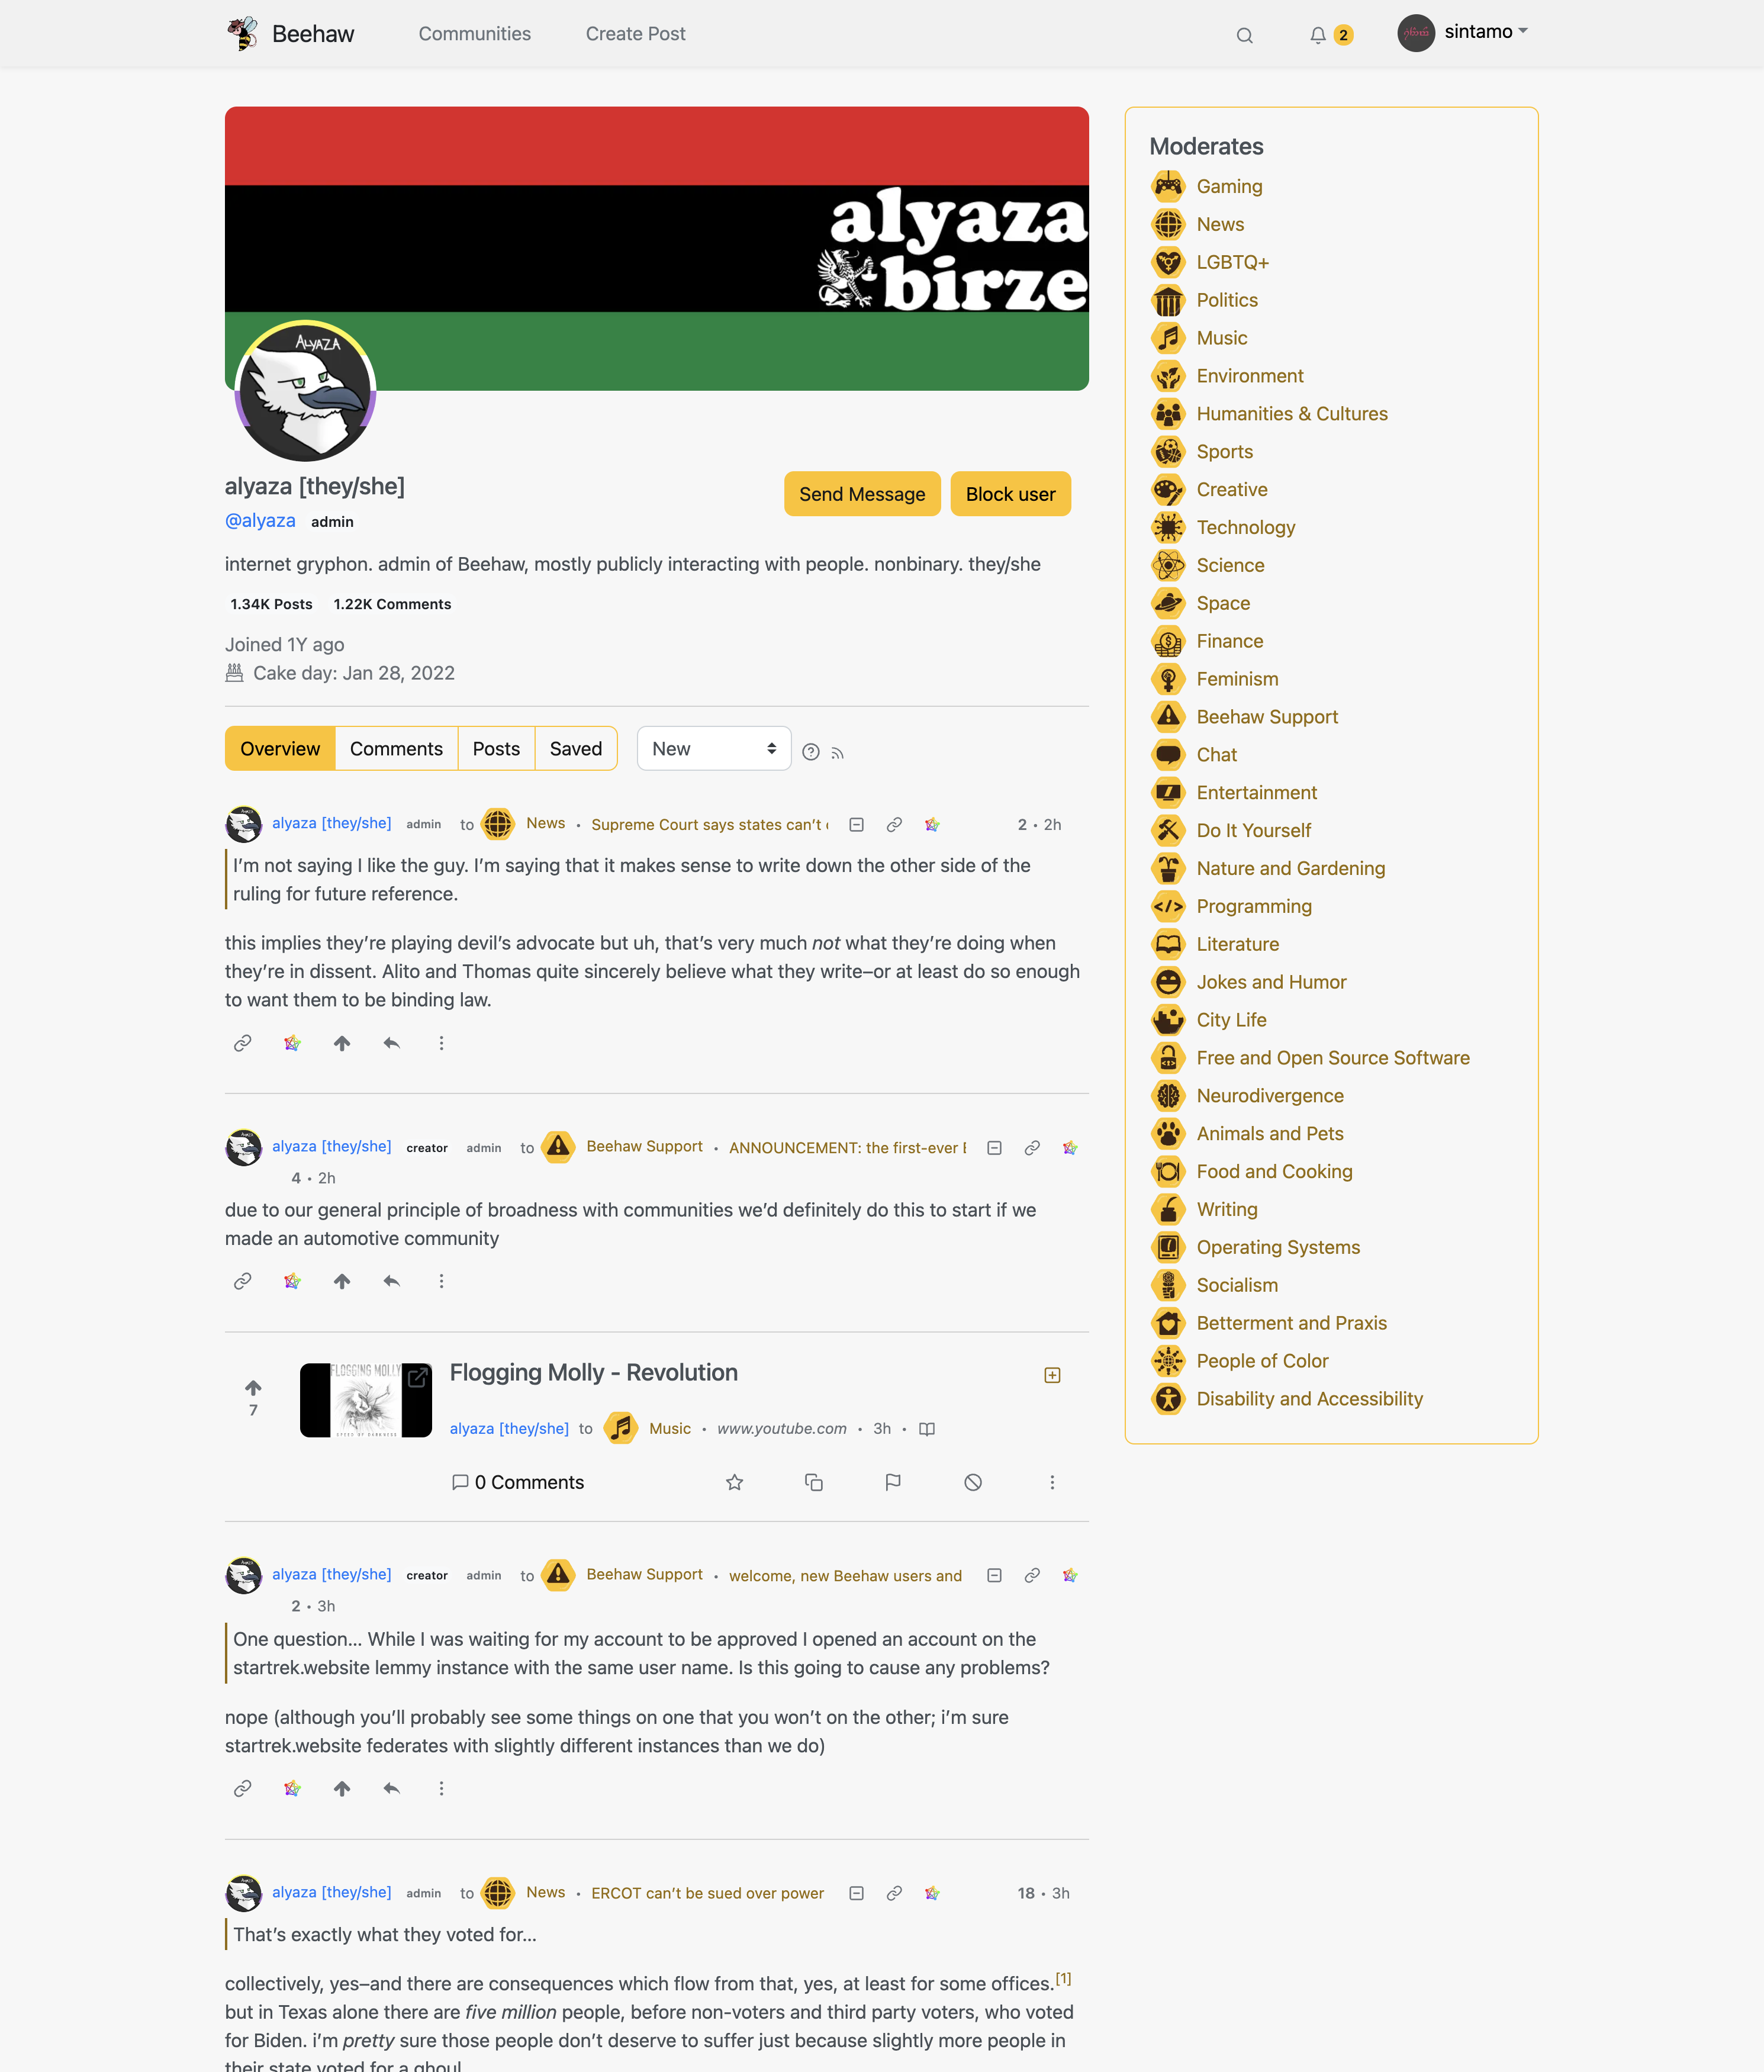 Beehaw
Communities
Create Post
2
sintamo
alyaza
birze
ALYAZA
alyaza [they/she]
@alyaza admin
Send Message
Block user
internet gryphon. admin of Beehaw, mostly publicly interacting with people. nonbinary. they/she
1.34K Posts 1.22K Comments
Joined 1Y ago
Cake day: Jan 28, 2022
Overview Comments Posts Saved New
alyaza [they/she] admin to News • Supreme Court says states can’t 2 • 2h
I’m not saying I like the guy. I’m saying that it makes sense to write down the other side of the
ruling for future reference.
this implies they’re playing devil’s advocate but uh, that’s very much not what they’re doing when
they’re in dissent. Alito and Thomas quite sincerely believe what they write–or at least do so enough
to want them to be binding law.
alyaza [they/she] creator admin to Beehaw Support • ANNOUNCEMENT: the first-ever
4 • 2h
due to our general principle of broadness with communities we’d definitely do this to start if we
made an automotive community
7
FLOGGING MOLLY
SPEED OF DARKNESS
Flogging Molly - Revolution
alyaza [they/she] to Music • www.youtube.com • 3h •
0 Comments
alyaza [they/she] creator admin to Beehaw Support • welcome, new Beehaw users and
2 • 3h
One question… While I was waiting for my account to be approved I opened an account on the
startrek.website lemmy instance with the same user name. Is this going to cause any problems?
nope (although you’ll probably see some things on one that you won’t on the other; i’m sure
startrek.website federates with slightly different instances than we do)
alyaza [they/she] admin to News • ERCOT can’t be sued over power 18 • 3h
That’s exactly what they voted for…
collectively, yes–and there are consequences which flow from that, yes, at least for some offices.[1]
but in Texas alone there are five million people, before non-voters and third party voters, who voted
for Biden. i’m pretty sure those people don’t deserve to suffer just because slightly more people in
their state voted for a ghoul
Moderates
Gaming
News
LGBTQ+
Politics
Music
Environment
Humanities & Cultures
Sports
Creative
Technology
Science
Space
Finance
Feminism
Beehaw Support
Chat
Entertainment
Do It Yourself
Nature and Gardening
Programming
Literature
Jokes and Humor
City Life
Free and Open Source Software
Neurodivergence
Animals and Pets
Food and Cooking
Writing
Operating Systems
Socialism
Betterment and Praxis
People of Color
Disability and Accessibility